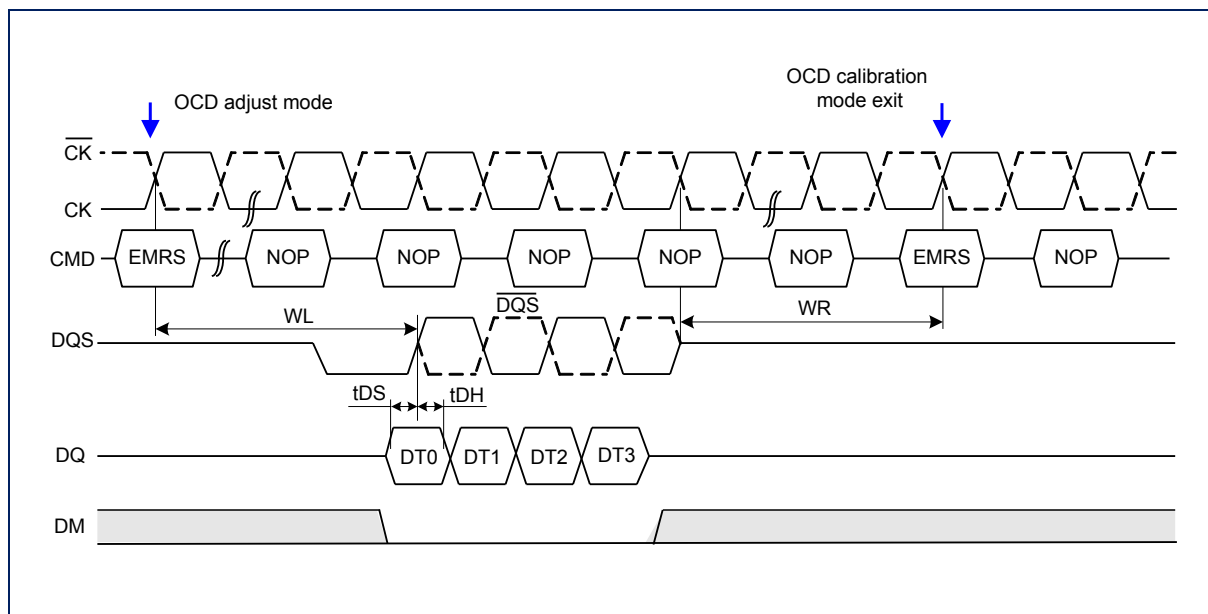 OCD adjust mode
OCD calibration
mode exit
CK
CK
CMD EMRS NOP NOP NOP NOP NOP EMRS NOP
WL DQS WR
DQS
tDS tDH
DQ DT0 DT1 DT2 DT3
DM